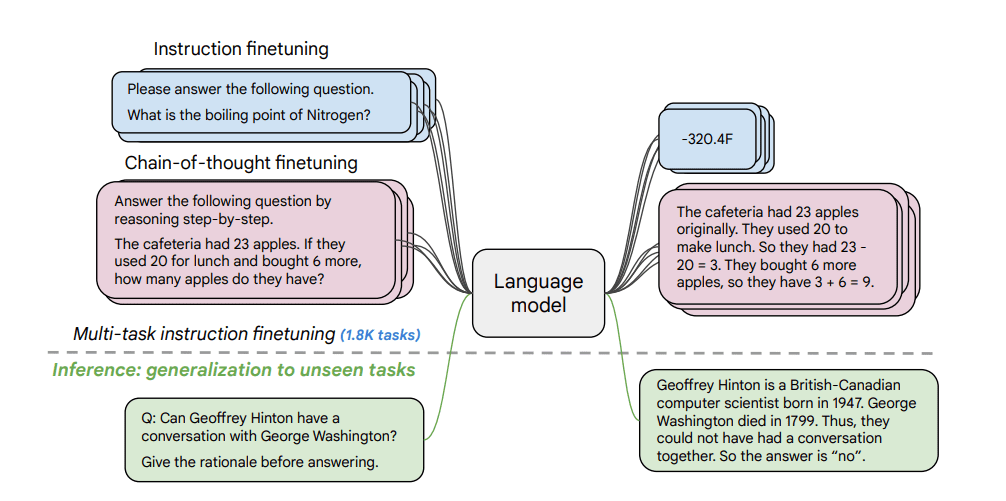 Instruction finetuning
Please answer the following question.
What is the boiling point of Nitrogen?
Chain-of-thought finetuning
Answer the following question by
reasoning step-by-step.
The cafeteria had 23 apples. If they
used 20 for lunch and bought 6 more,
how many apples do they have?
Multi-task instruction finetuning (1.8K tasks)
Inference: generalization to unseen tasks
Q: Can Geoffrey Hinton have a
conversation with George Washington?
Give the rationale before answering.
Language
model
-320.4F
The cafeteria had 23 apples
originally. They used 20 to
make lunch. So they had 23 -
20 = 3. They bought 6 more
apples, so they have 3 + 6 = 9.
Geoffrey Hinton is a British-Canadian
computer scientist born in 1947. George
Washington died in 1799. Thus, they
could not have had a conversation
together. So the answer is “no”.